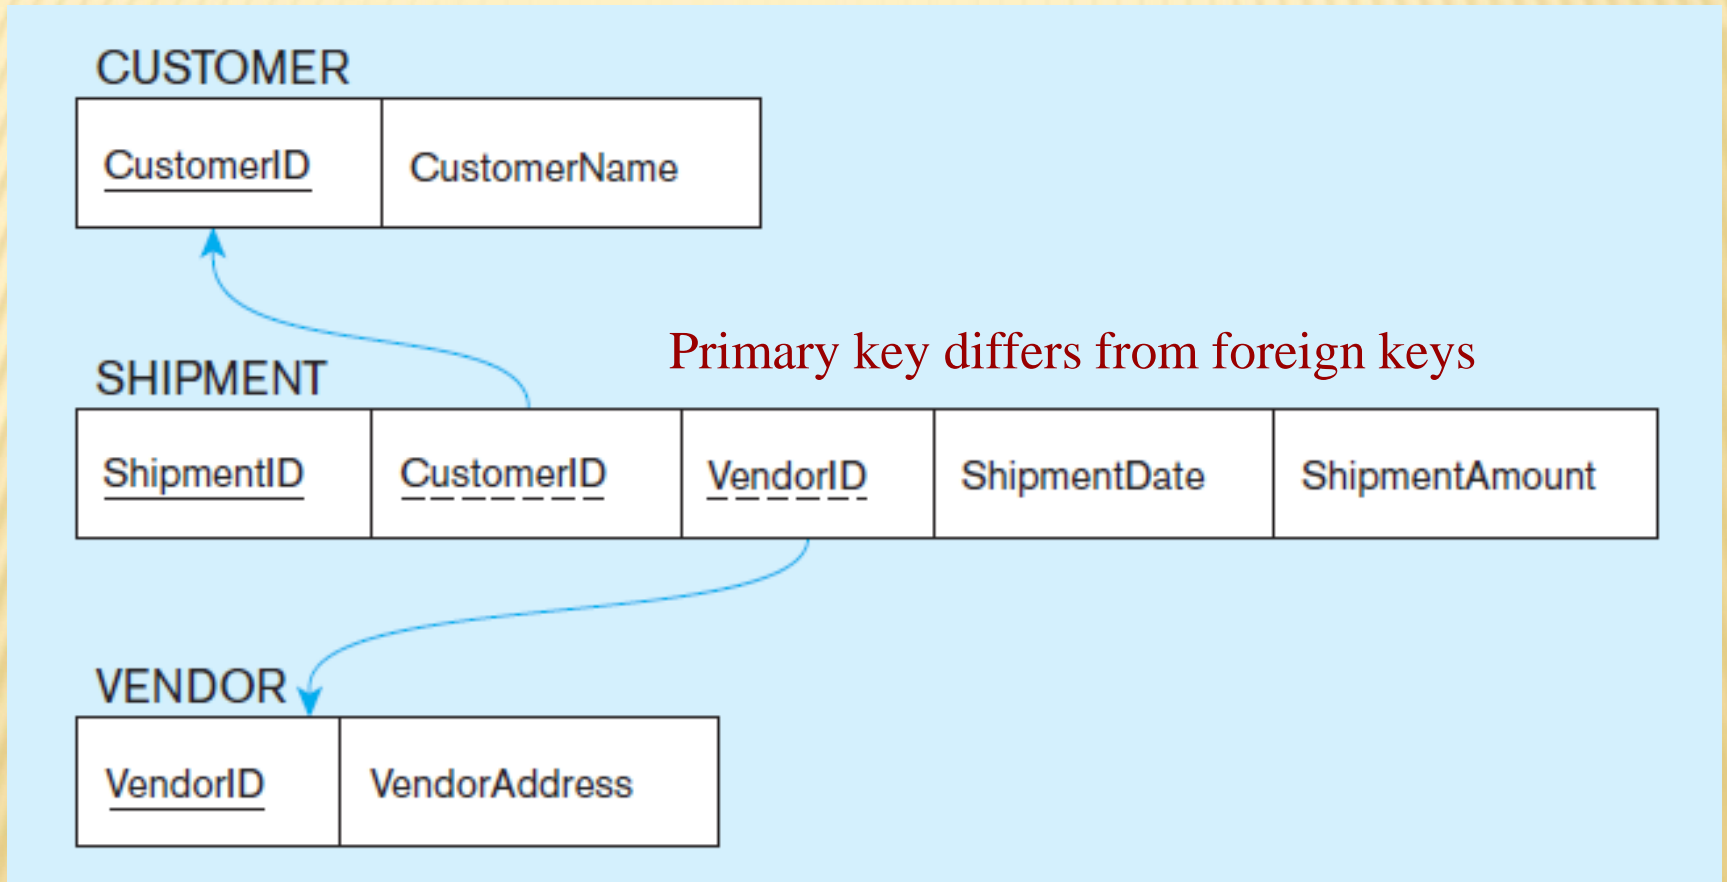 CUSTOMER
CustomerID CustomerName
Primary key differs from foreign keys
SHIPMENT
ShipmentID CustomerID VendorID ShipmentDate ShipmentAmount
VENDOR
VendorID VendorAddress